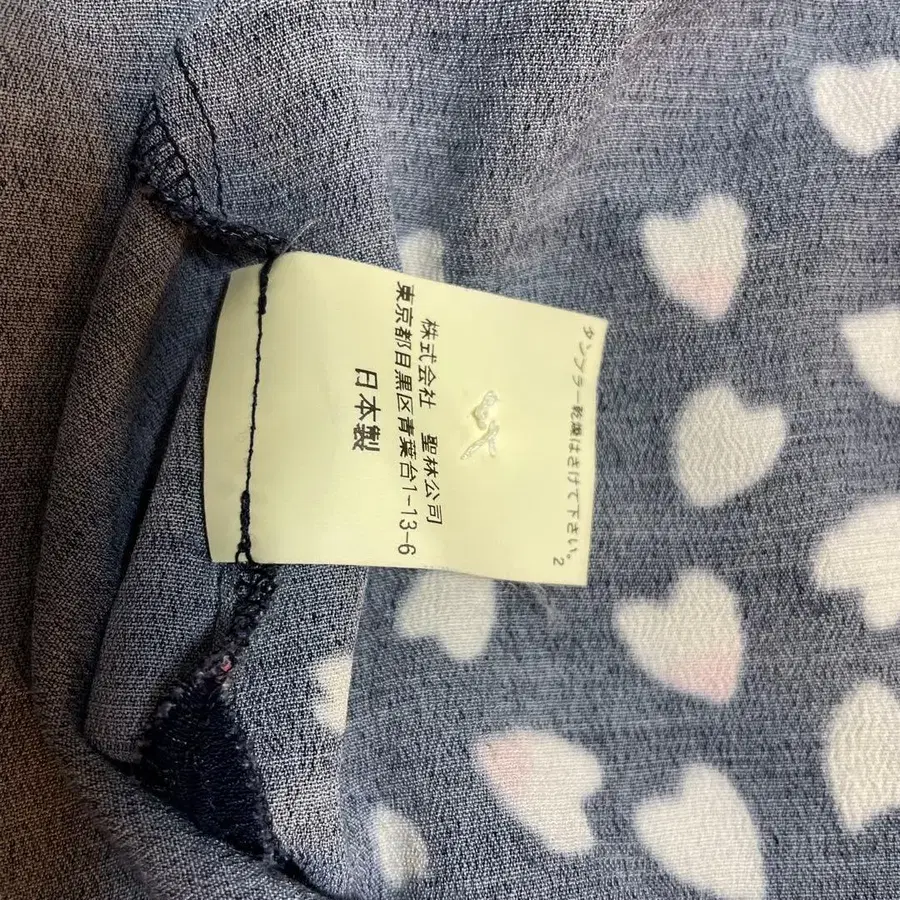 タンブラー乾燥はさけて下さい。
2
株式会社 聖林公司
東京都目黒区青葉台1-13-6
日本製